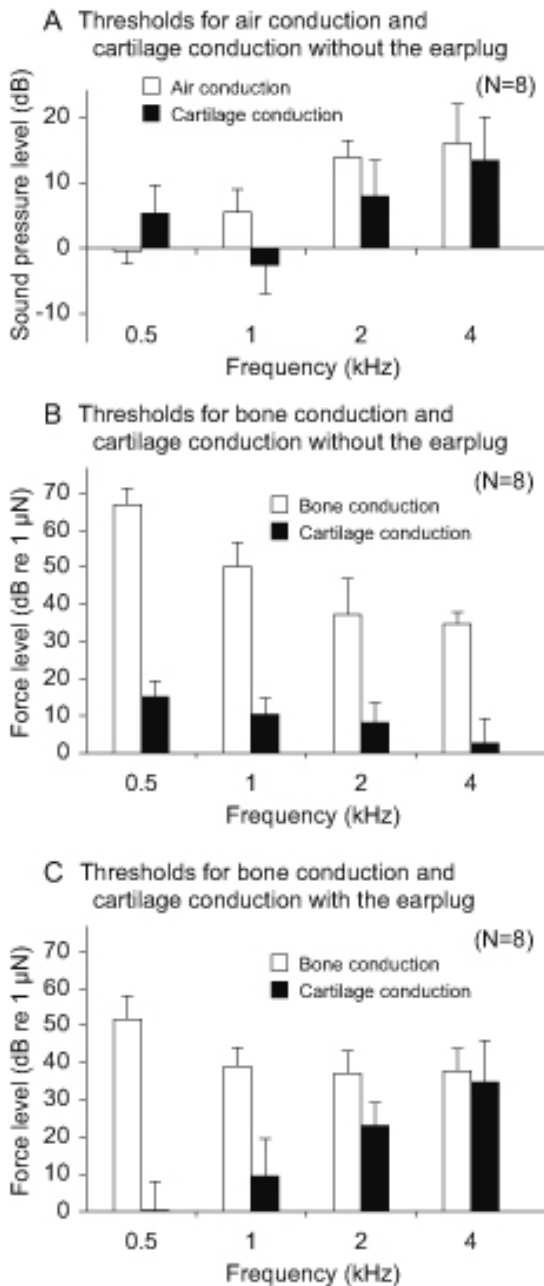 A Thresholds for air conduction and
cartilage conduction without the earplug
(N=8)
Air conduction
Cartilage conduction
Sound pressure level (dB)
20
10
0
-10
0.5 1 2 4
Frequency (kHz)
B Thresholds for bone conduction and
cartilage conduction without the earplug
(N=8)
Bone conduction
Cartilage conduction
Force level (dB re 1 µN)
70
60
50
40
30
20
10
0
0.5 1 2 4
Frequency (kHz)
C Thresholds for bone conduction and
cartilage conduction with the earplug
(N=8)
Bone conduction
Cartilage conduction
Force level (dB re 1 µN)
70
60
50
40
30
20
10
0
0.5 1 2 4
Frequency (kHz)